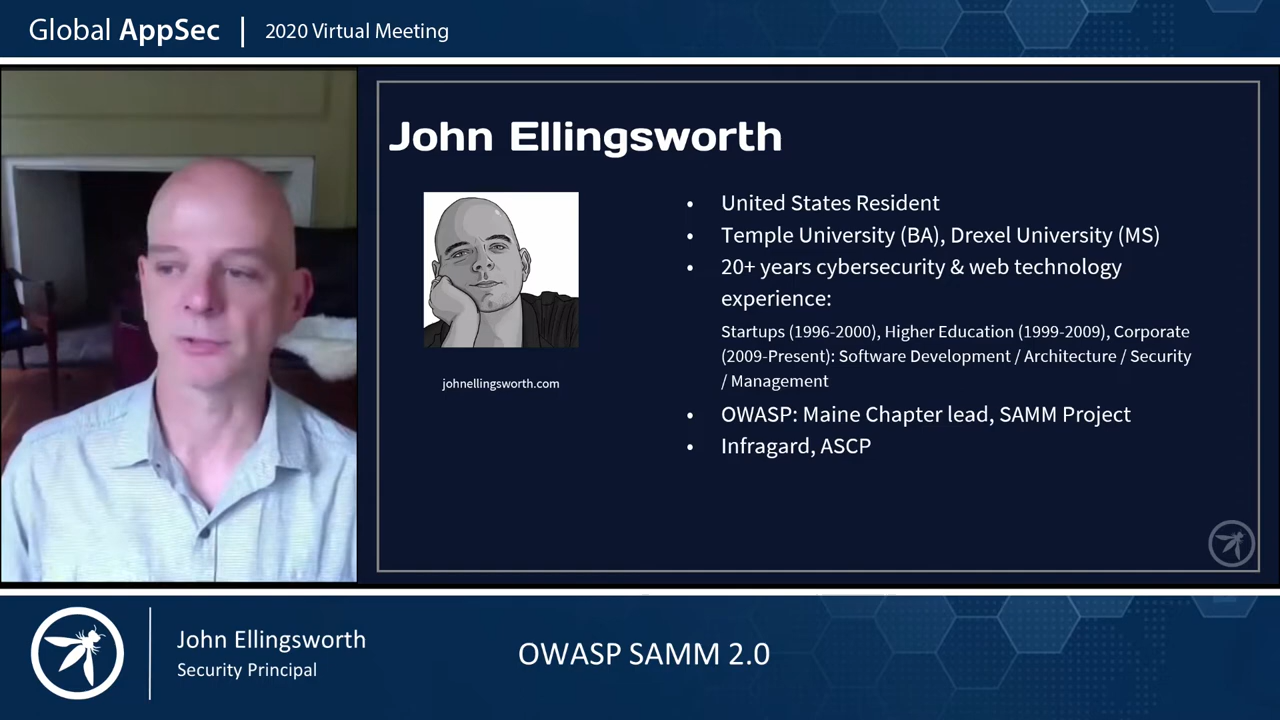 Global AppSec | 2020 Virtual Meeting
John Ellingsworth
johnellingsworth.com
• United States Resident
• Temple University (BA), Drexel University (MS)
• 20+ years cybersecurity & web technology
experience:
Startups (1996-2000), Higher Education (1999-2009), Corporate
(2009-Present): Software Development / Architecture / Security
/ Management
• OWASP: Maine Chapter lead, SAMM Project
• Infragard, ASCP
John Ellingsworth
Security Principal
OWASP SAMM 2.0